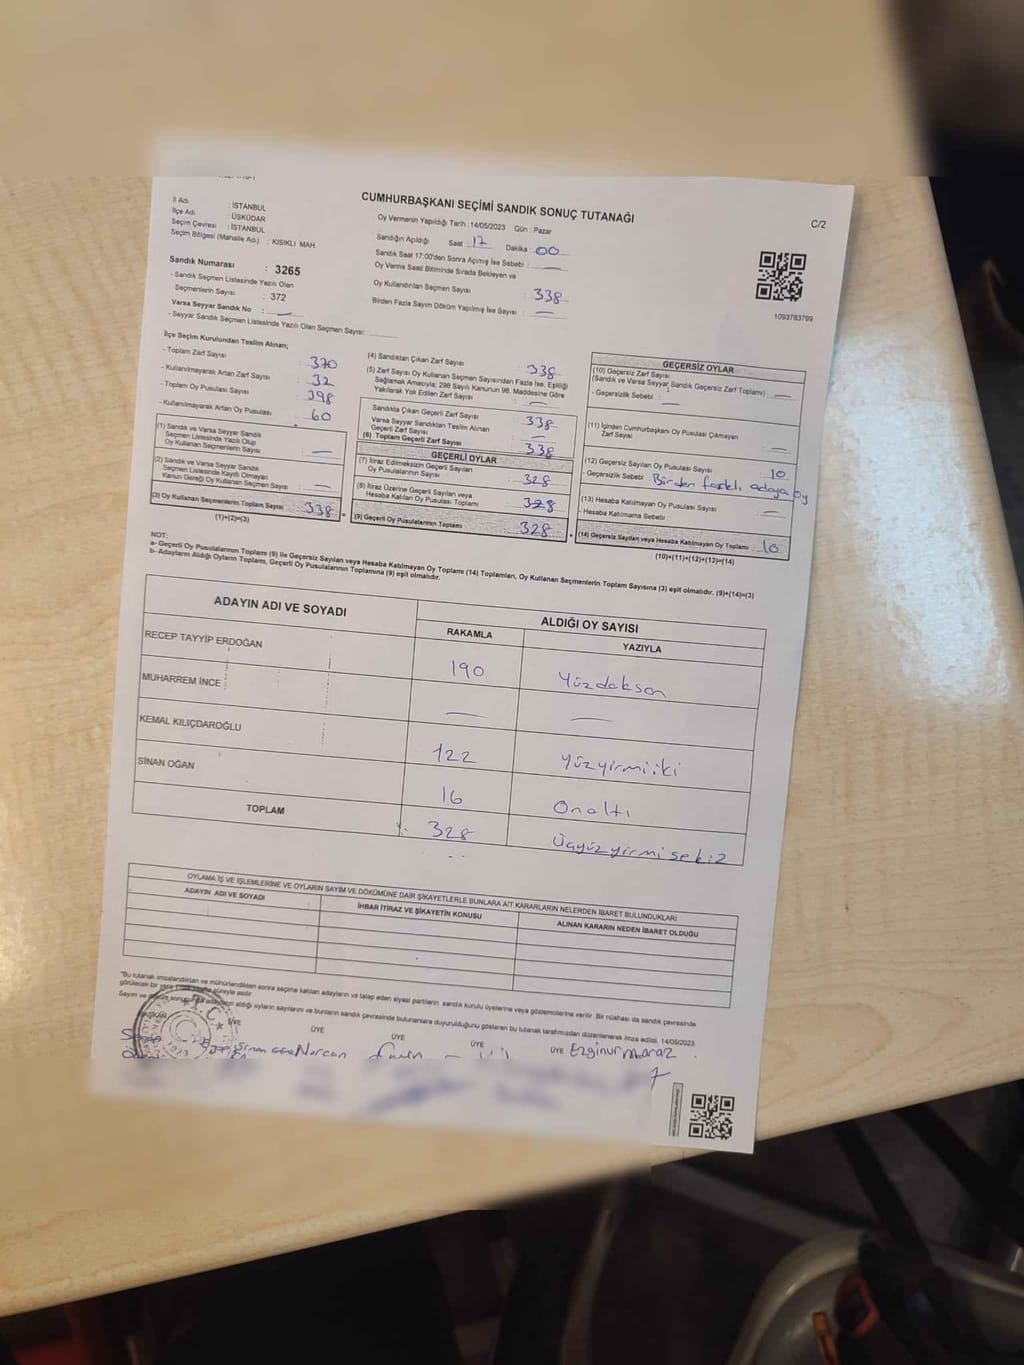 CUMHURBAŞKANI SEÇİMİ SANDIK SONUÇ TUTANAĞI
C/2
İl Adı : İSTANBUL
İlçe Adı : ÜSKÜDAR
Seçim Çevresi : İSTANBUL
Seçim Bölgesi (Mahalle Adı) : KISIKLI MAH.
Oy Vermenin Yapıldığı Tarih :14/05/2023 Gün : Pazar
Sandığın Açıldığı Saat 17 Dakika : 00
Sandık Saat 17:00'den Sonra Açımış İse Sebebi :
Oy Verme Saati Bitiminde Sırada Bekleyen ve
Oy Kullandırılan Seçmen Sayısı : 338
Birden Fazla Sayım Döküm Yapılmış İse Sayısı : —
1093783799
Sandık Numarası : 3265
- Sandık Seçmen Listesinde Yazılı Olan
Seçmenlerin Sayısı : 372
Varsa Seyyar Sandık No : —
- Seyyar Sandık Seçmen Listesinde Yazılı Olan Seçmen Sayısı
İlçe Seçim Kurulundan Teslim Alınan;
- Toplam Zarf Sayısı : 370
- Kullanılmayarak Artan Zarf Sayısı : 32
- Toplam Oy Pusulası Sayısı : 398
- Kullanılmayarak Artan Oy Pusulası : 60
(1) Sandık ve Varsa Seyyar Sandık
Seçmen Listesinde Yazılı Olup
Oy Kullanan Seçmenlerin Sayısı : —
(2) Sandık ve Varsa Seyyar Sandık
Seçmen Listesinde Kayıtlı Olmayan
Kanun Gereği Oy Kullanan Seçmen Sayısı : —
(3) Oy Kullanan Seçmenlerin Toplam Sayısı : 338
(1)+(2)=(3)
(4) Sandıktan Çıkan Zarf Sayısı : 338
(5) Zarf Sayısı Oy Kullanan Seçmen Sayısından Fazla İse, Eşitliği
Sağlamak Amacıyla; 298 Sayılı Kanunun 98. Maddesine Göre
Yakılarak Yok Edilen Zarf Sayısı : —
Sandıkta Çıkan Geçerli Zarf Sayısı : 338
Varsa Seyyar Sandıktan Teslim Alınan
Geçerli Zarf Sayısı : —
(6) Toplam Geçerli Zarf Sayısı : 338
GEÇERLİ OYLAR
(7) İtiraz Edilmeksizin Geçerli Sayılan
Oy Pusulalarının Sayısı : 328
(8) İtiraz Üzerine Geçerli Sayılan veya
Hesaba Katılan Oy Pusulası Toplamı : 328
(9) Geçerli Oy Pusulalarının Toplamı : 328
GEÇERSİZ OYLAR
(10) Geçersiz Zarf Sayısı
(Sandık ve Varsa Seyyar Sandık Geçersiz Zarf Toplamı) : —
- Geçersizlik Sebebi : —
(11) İçinden Cumhurbaşkanı Oy Pusulası Çıkmayan
Zarf Sayısı : —
(12) Geçersiz Sayılan Oy Pusulası Sayısı : 10
- Geçersizlik Sebebi : Birden fazla adaya oy
(13) Hesaba Katılmayan Oy Pusulası Sayısı : —
- Hesaba Katılmama Sebebi
(14) Geçersiz Sayılan veya Hesaba Katılmayan Oy Toplamı : 10
(10)+(11)+(12)+(13)=(14)
NOT:
a- Geçerli Oy Pusulalarının Toplamı (9) ile Geçersiz Sayılan veya Hesaba Katılmayan Oy Toplamı (14) Toplamları, Oy Kullanan Seçmenlerin Toplam Sayısına (3) eşit olmalıdır. (9)+(14)=(3)
b- Adayların Aldığı Oyların Toplamı, Geçerli Oy Pusulalarının Toplamına (9) eşit olmalıdır.
ADAYIN ADI VE SOYADI
ALDIĞI OY SAYISI
RAKAMLA YAZIYLA
RECEP TAYYİP ERDOĞAN 190 Yüzdoksan
MUHARREM İNCE — —
KEMAL KILIÇDAROĞLU 122 Yüzyirmiiki
SİNAN OĞAN 16 Onaltı
TOPLAM 328 Üçyüzyirmisekiz
OYLAMA İŞ VE İŞLEMLERİNE VE OYLARIN SAYIM VE DÖKÜMÜNE DAİR ŞİKAYETLERLE BUNLARA AİT KARARLARIN NELERDEN İBARET BULUNDUKLARI
ADAYIN ADI VE SOYADI İHBAR İTİRAZ VE ŞİKAYETİN KONUSU ALINAN KARARIN NEDEN İBARET OLDUĞU
"Bu tutanak imzalandıktan ve mühürlendikten sonra seçime katılan adayların ve talep eden siyasi partilerin sandık kurulu üyelerine veya gözlemcilerine verilir. Bir nüshası da sandık çevresinde
görülecek bir yere süreyle asılır.
Sayım ve döküm sonucunda adayların aldığı oyların sayılarını ve bunların sandık çevresinde bulunanlara duyurulduğunu gösteren bu tutanak tarafımızdan düzenlenerek imza edildi. 14/05/2023
BAŞKAN ÜYE ÜYE ÜYE ÜYE ÜYE
T.C.
1923
Sinan Norcan Ezginur Maraz